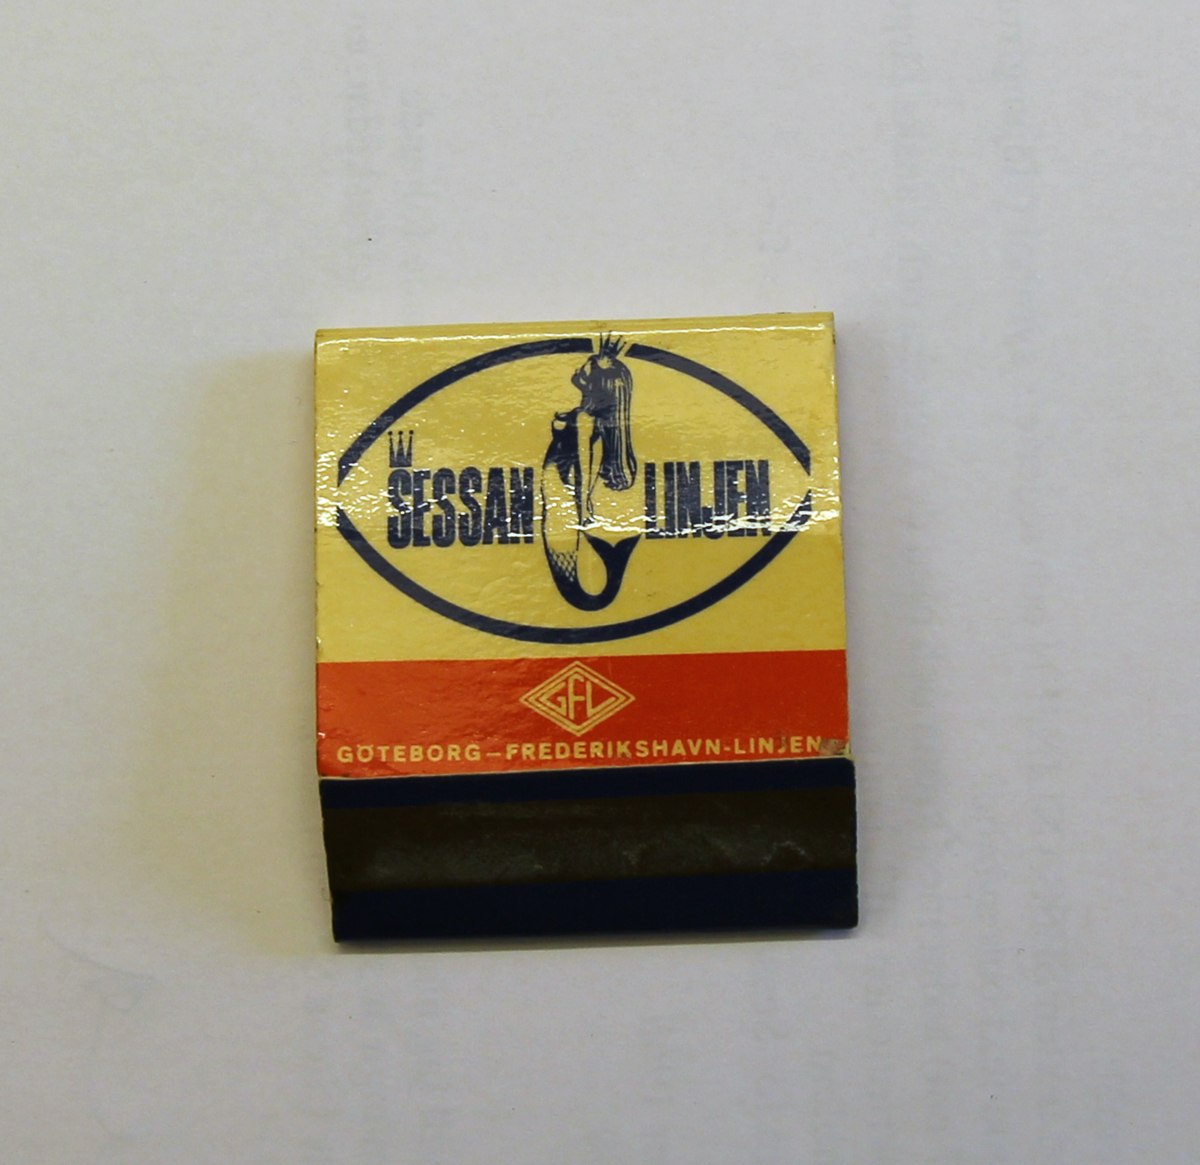 SESSAN LINJEN
GFL
GÖTEBORG–FREDERIKSHAVN-LINJEN